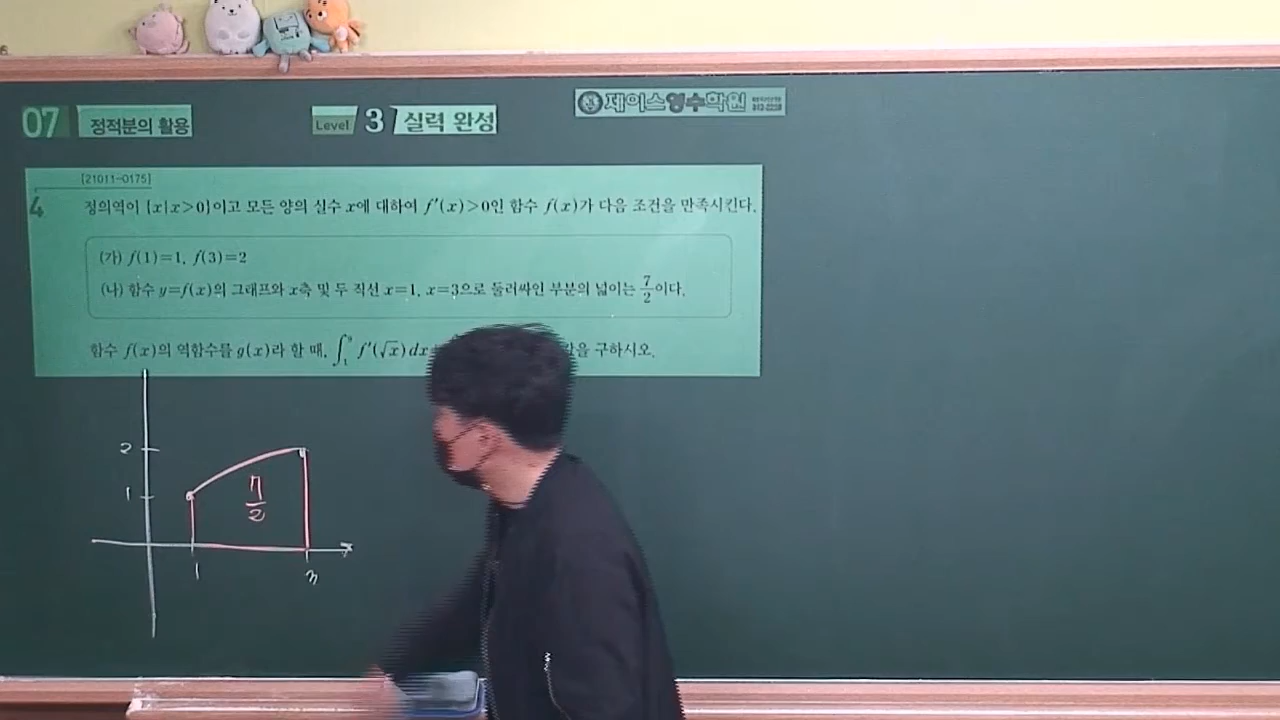 07 정적분의 활용 Level 3 실력 완성 제이스영수학원
[21011-0175]
4 정의역이 {x|x>0}이고 모든 양의 실수 x에 대하여 f′(x)>0인 함수 f(x)가 다음 조건을 만족시킨다.
(가) f(1)=1, f(3)=2
(나) 함수 y=f(x)의 그래프와 x축 및 두 직선 x=1, x=3으로 둘러싸인 부분의 넓이는 7/2이다.
함수 f(x)의 역함수를 g(x)라 할 때, ∫₁⁹ f′(√x)dx 구하시오.
2
1
7/2
1
3